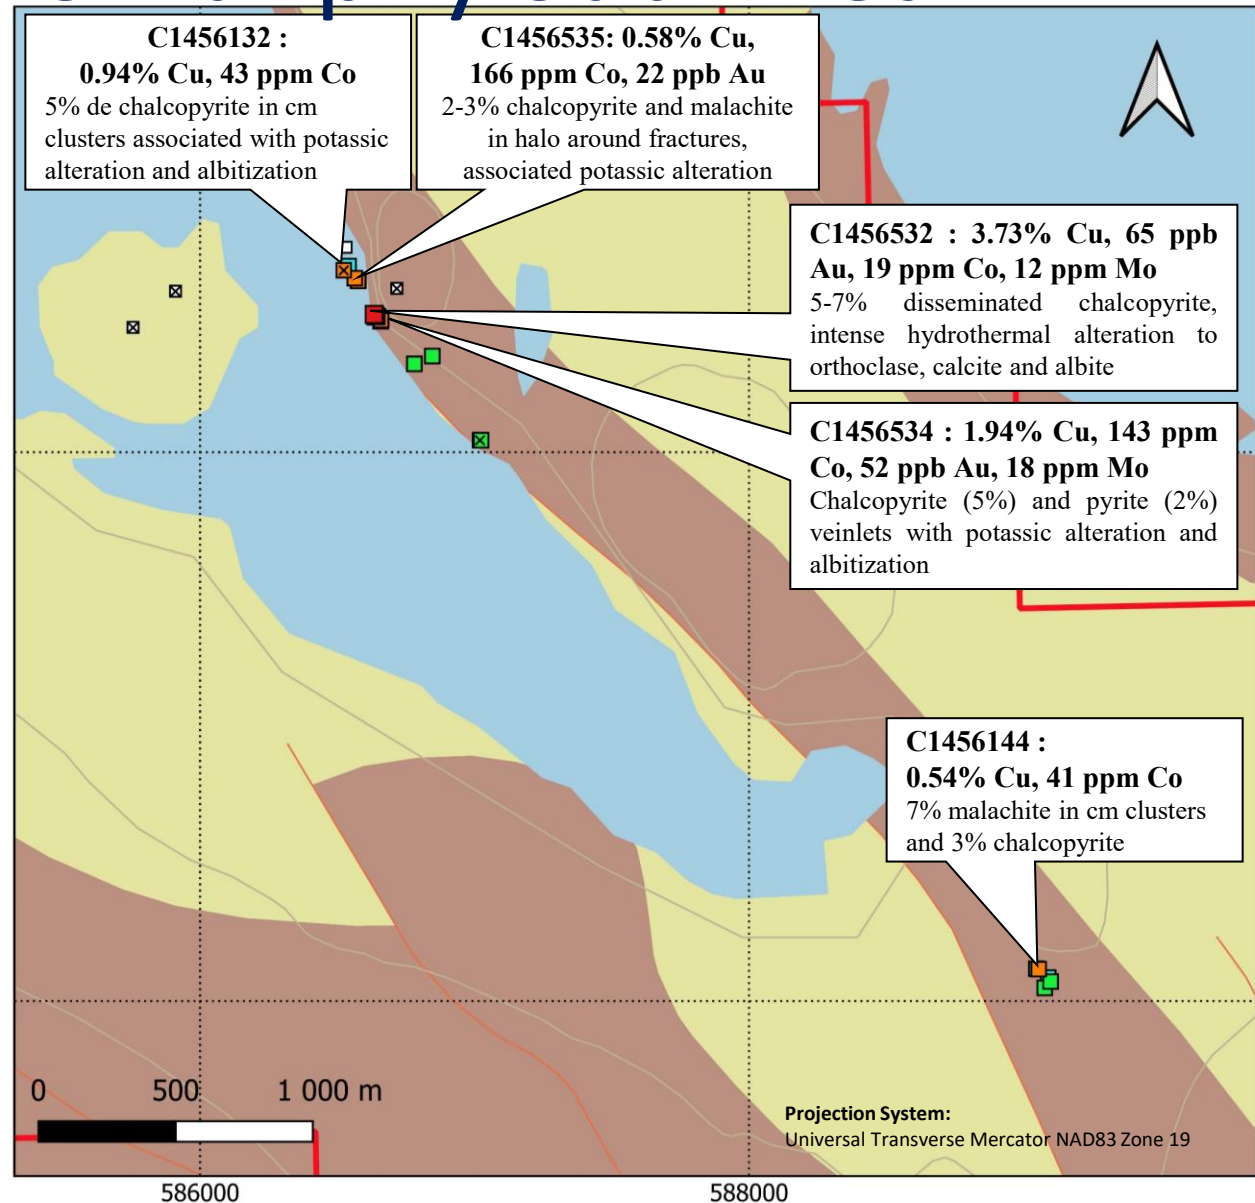 C1456132 :
0.94% Cu, 43 ppm Co
5% de chalcopyrite in cm
clusters associated with potassic
alteration and albitization
C1456535: 0.58% Cu,
166 ppm Co, 22 ppb Au
2-3% chalcopyrite and malachite
in halo around fractures,
associated potassic alteration
C1456532 : 3.73% Cu, 65 ppb
Au, 19 ppm Co, 12 ppm Mo
5-7% disseminated chalcopyrite,
intense hydrothermal alteration to
orthoclase, calcite and albite
C1456534 : 1.94% Cu, 143 ppm
Co, 52 ppb Au, 18 ppm Mo
Chalcopyrite (5%) and pyrite (2%)
veinlets with potassic alteration and
albitization
C1456144 :
0.54% Cu, 41 ppm Co
7% malachite in cm clusters
and 3% chalcopyrite
0 500 1 000 m
Projection System:
Universal Transverse Mercator NAD83 Zone 19
586000 588000